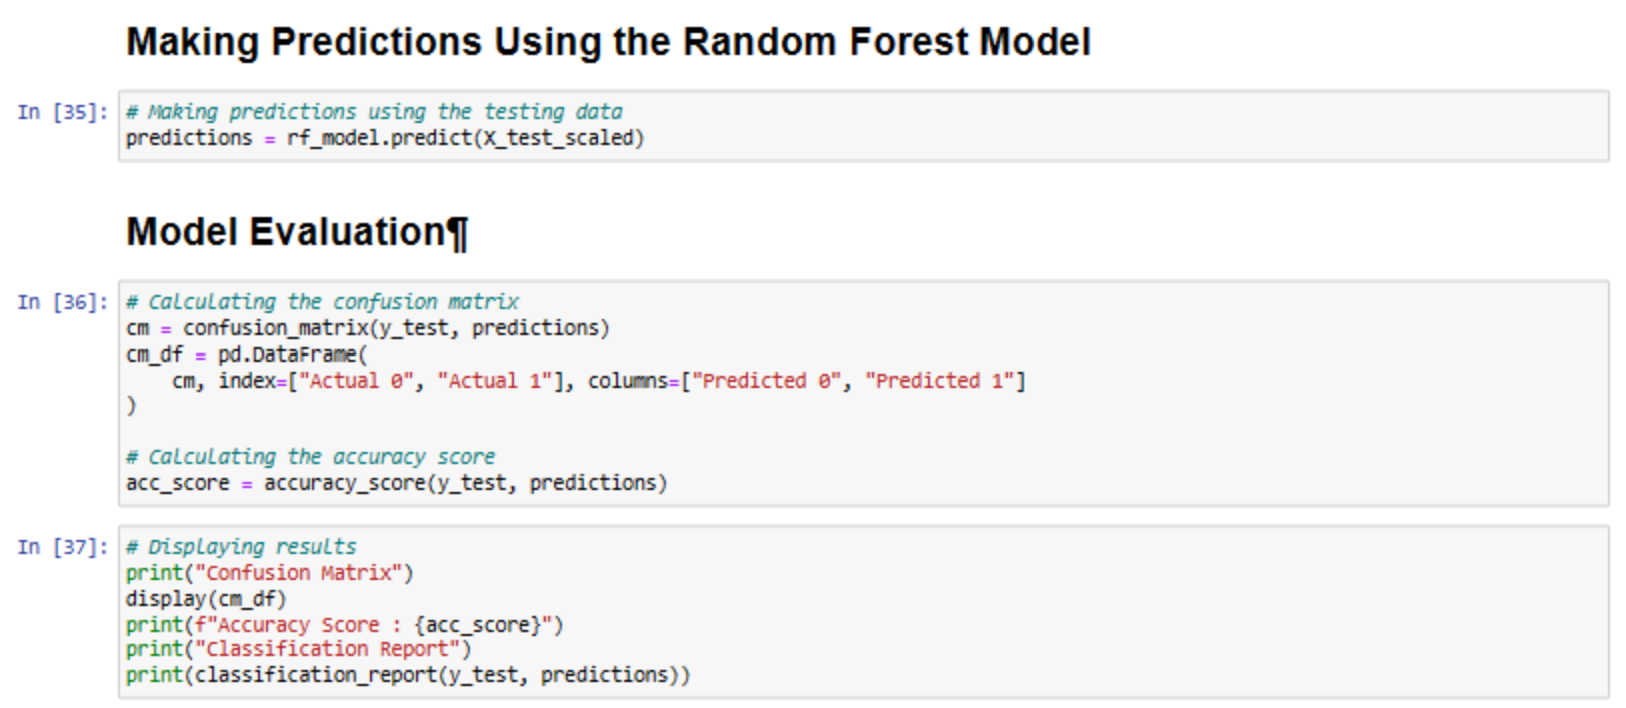 Making Predictions Using the Random Forest Model
In [35]: # Making predictions using the testing data
predictions = rf_model.predict(X_test_scaled)
Model Evaluation¶
In [36]: # Calculating the confusion matrix
cm = confusion_matrix(y_test, predictions)
cm_df = pd.DataFrame(
    cm, index=["Actual 0", "Actual 1"], columns=["Predicted 0", "Predicted 1"]
)
# Calculating the accuracy score
acc_score = accuracy_score(y_test, predictions)
In [37]: # Displaying results
print("Confusion Matrix")
display(cm_df)
print(f"Accuracy Score : {acc_score}")
print("Classification Report")
print(classification_report(y_test, predictions))